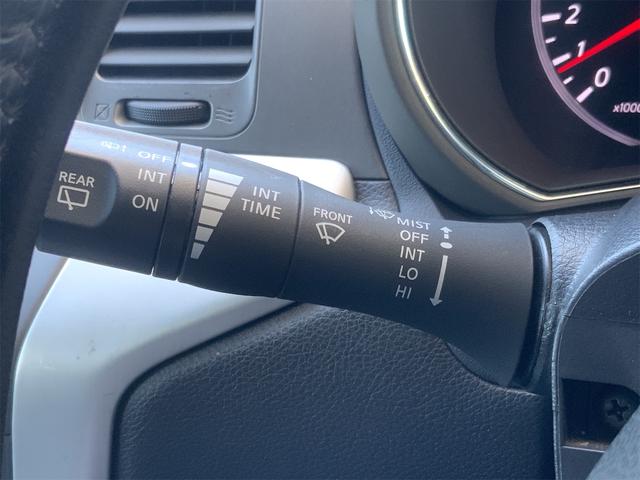 REAR
OFF
INT
ON
INT
TIME
FRONT
MIST
OFF
INT
LO
HI
2
1
0
x1000